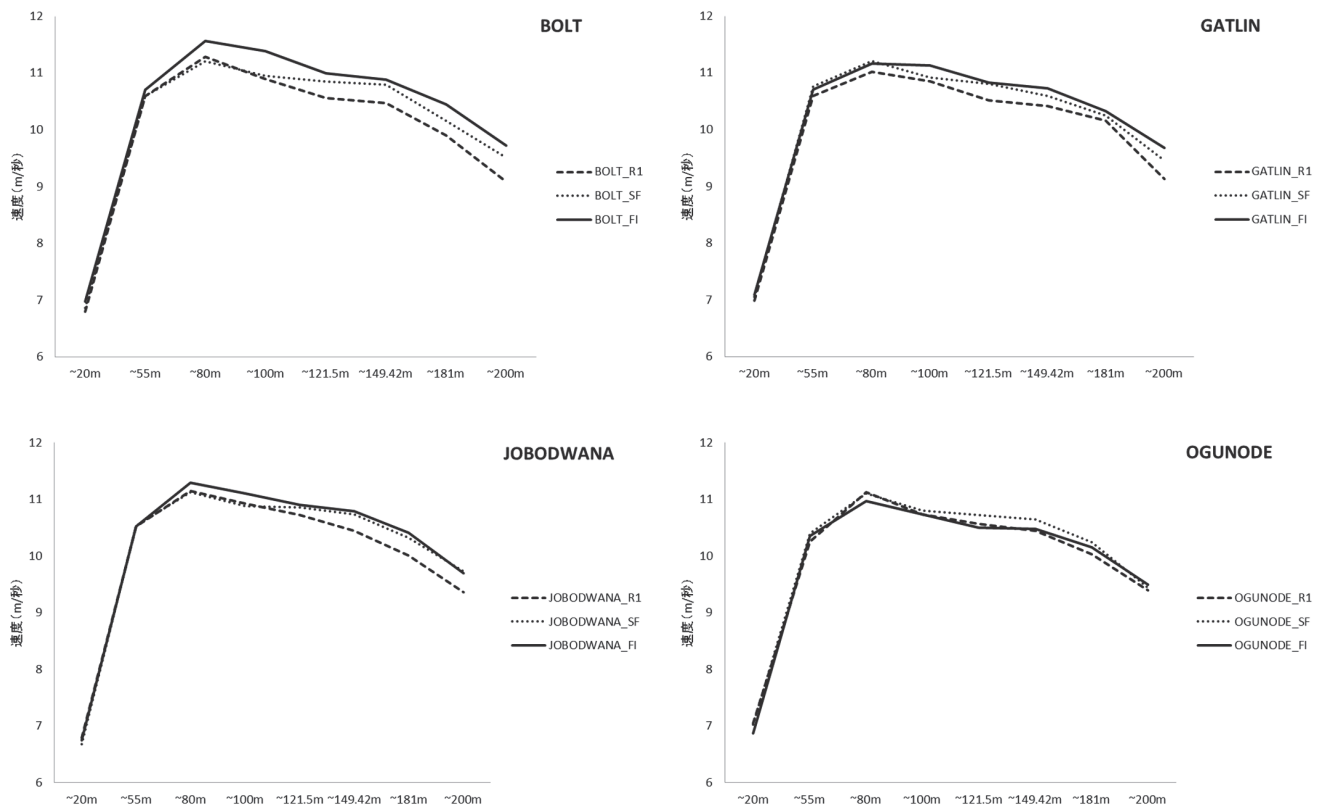 BOLT
12
11
10
9
8
7
6
速度(m/秒)
~20m ~55m ~80m ~100m ~121.5m ~149.42m ~181m ~200m
BOLT_R1
BOLT_SF
BOLT_FI
GATLIN
12
11
10
9
8
7
6
速度(m/秒)
~20m ~55m ~80m ~100m ~121.5m ~149.42m ~181m ~200m
GATLIN_R1
GATLIN_SF
GATLIN_FI
JOBODWANA
12
11
10
9
8
7
6
速度(m/秒)
~20m ~55m ~80m ~100m ~121.5m ~149.42m ~181m ~200m
JOBODWANA_R1
JOBODWANA_SF
JOBODWANA_FI
OGUNODE
12
11
10
9
8
7
6
速度(m/秒)
~20m ~55m ~80m ~100m ~121.5m ~149.42m ~181m ~200m
OGUNODE_R1
OGUNODE_SF
OGUNODE_FI